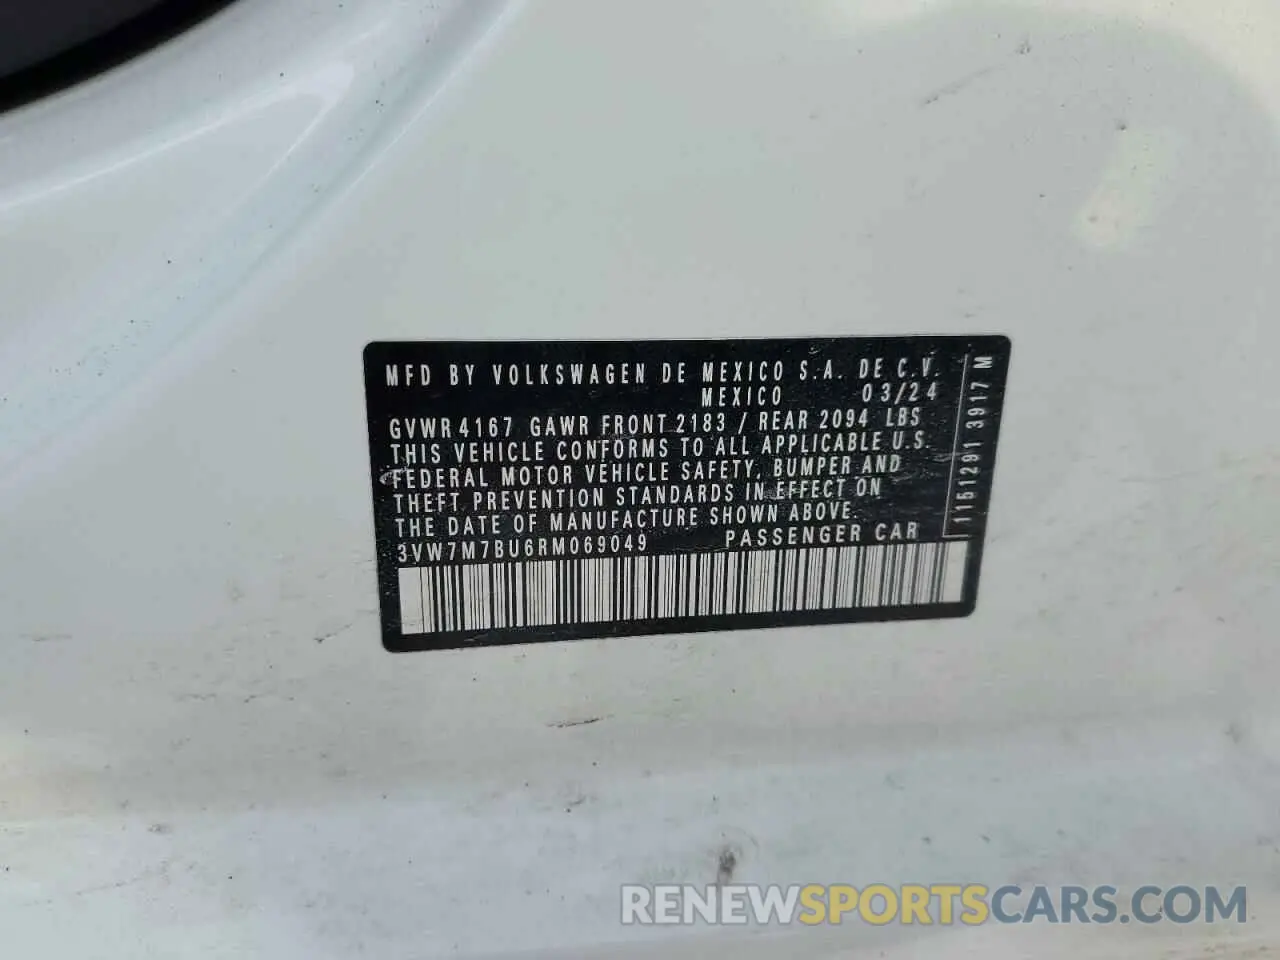 MFD BY VOLKSWAGEN DE MEXICO S.A. DE C.V.
MEXICO 03/24
GVWR 4167 GAWR FRONT 2183 / REAR 2094 LBS
THIS VEHICLE CONFORMS TO ALL APPLICABLE U.S.
FEDERAL MOTOR VEHICLE SAFETY, BUMPER AND
THEFT PREVENTION STANDARDS IN EFFECT ON
THE DATE OF MANUFACTURE SHOWN ABOVE.
3VW7M7BU6RM069049 PASSENGER CAR
1151291 3917 M
RENEWSPORTSCARS.COM